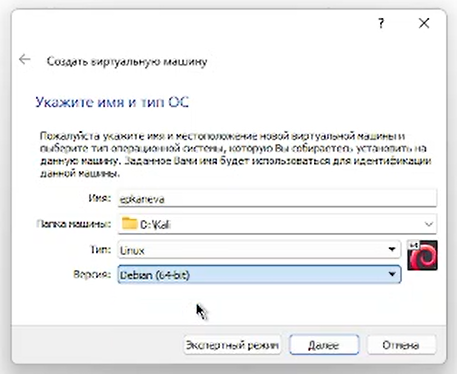 ?
Создать виртуальную машину
Укажите имя и тип ОС
Пожалуйста укажите имя и местоположение новой виртуальной машины и
выберите тип операционной системы, которую Вы собираетесь установить на
данную машину. Заданное Вами имя будет использоваться для идентификации
данной машины.
Имя: epkaneva
Папка машины: D:\Kali
Тип: Linux
64
Версия: Debian (64-bit)
Экспертный режим Далее Отмена